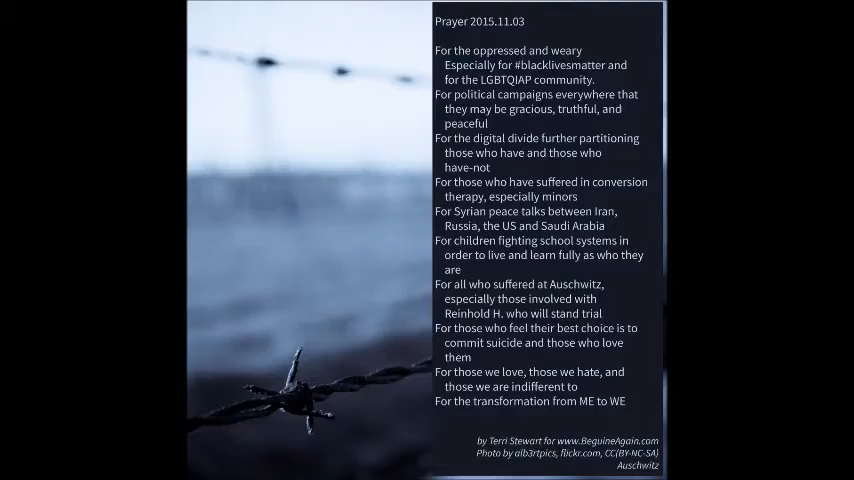 Prayer 2015.11.03
For the oppressed and weary
Especially for #blacklivesmatter and
for the LGBTQIAP community.
For political campaigns everywhere that
they may be gracious, truthful, and
peaceful
For the digital divide further partitioning
those who have and those who
have-not
For those who have suffered in conversion
therapy, especially minors
For Syrian peace talks between Iran,
Russia, the US and Saudi Arabia
For children fighting school systems in
order to live and learn fully as who they
are
For all who suffered at Auschwitz,
especially those involved with
Reinhold H. who will stand trial
For those who feel their best choice is to
commit suicide and those who love
them
For those we love, those we hate, and
those we are indifferent to
For the transformation from ME to WE
by Terri Stewart for www.BeguineAgain.com
Photo by alb3rtpics, flickr.com, CC(BY-NC-SA)
Auschwitz